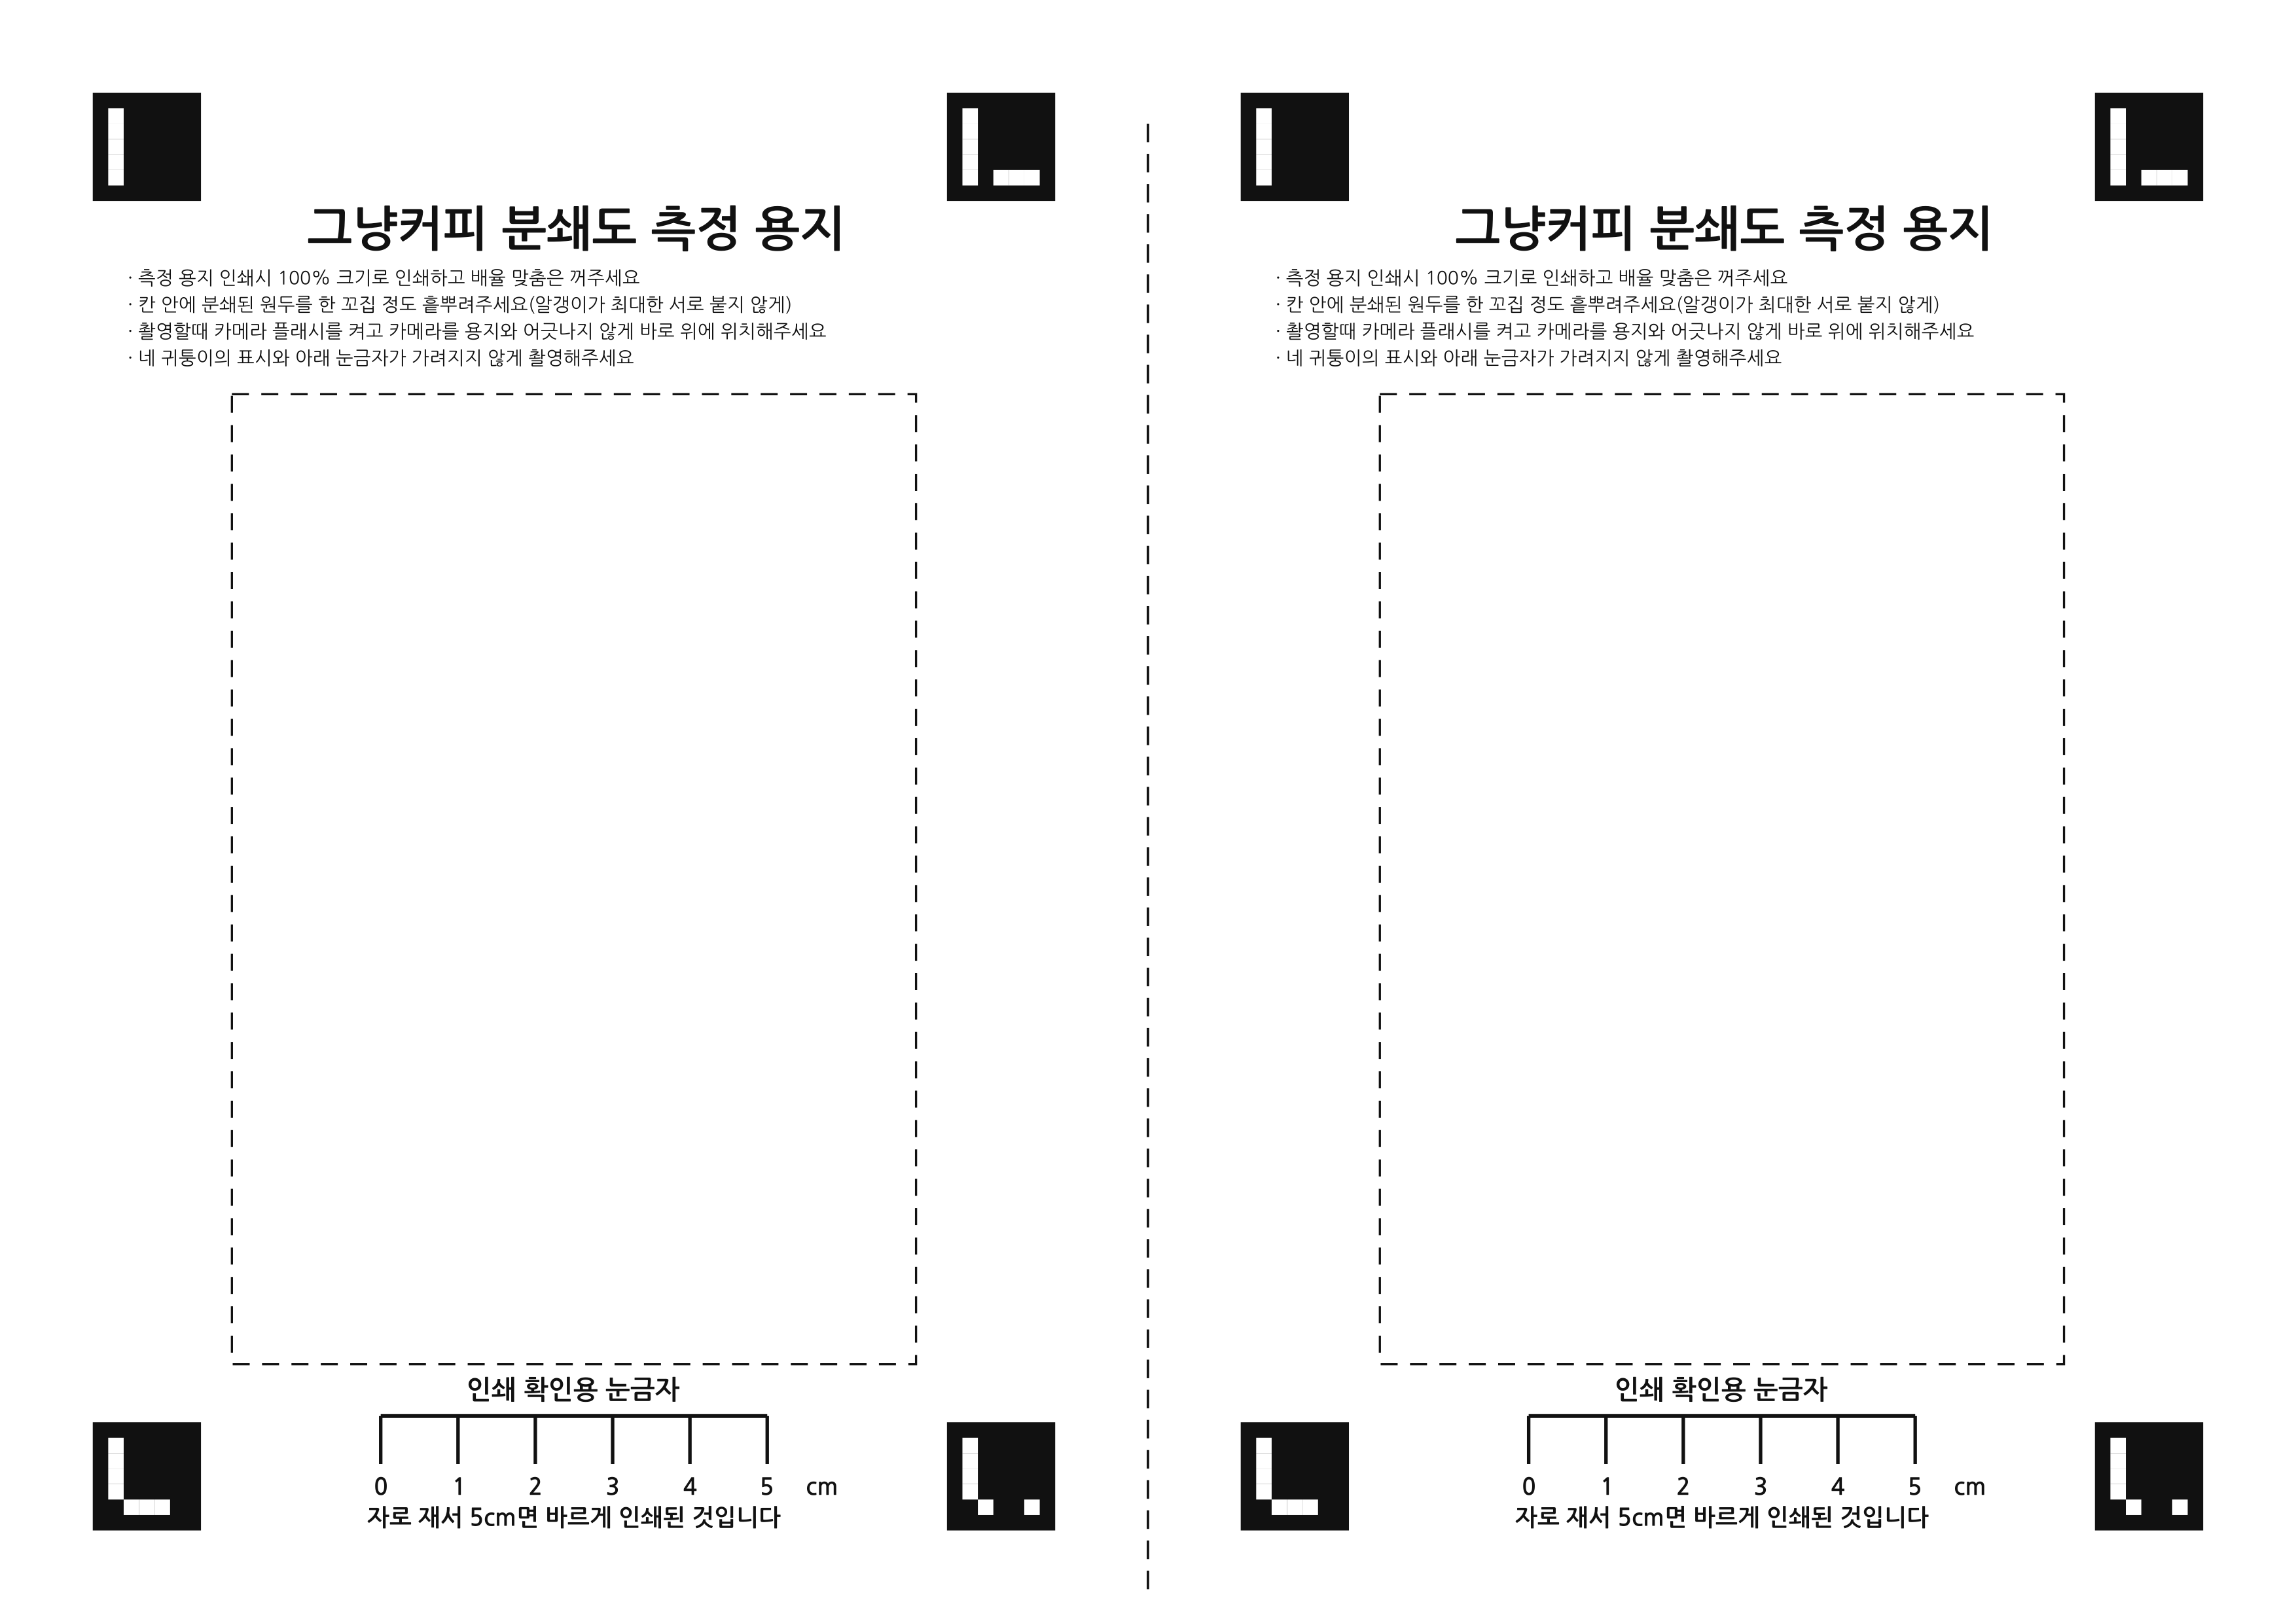 그냥커피 분쇄도 측정 용지
· 측정 용지 인쇄시 100% 크기로 인쇄하고 배율 맞춤은 꺼주세요
· 칸 안에 분쇄된 원두를 한 꼬집 정도 흩뿌려주세요(알갱이가 최대한 서로 붙지 않게)
· 촬영할때 카메라 플래시를 켜고 카메라를 용지와 어긋나지 않게 바로 위에 위치해주세요
· 네 귀퉁이의 표시와 아래 눈금자가 가려지지 않게 촬영해주세요
인쇄 확인용 눈금자
0 1 2 3 4 5 cm
자로 재서 5cm면 바르게 인쇄된 것입니다
그냥커피 분쇄도 측정 용지
· 측정 용지 인쇄시 100% 크기로 인쇄하고 배율 맞춤은 꺼주세요
· 칸 안에 분쇄된 원두를 한 꼬집 정도 흩뿌려주세요(알갱이가 최대한 서로 붙지 않게)
· 촬영할때 카메라 플래시를 켜고 카메라를 용지와 어긋나지 않게 바로 위에 위치해주세요
· 네 귀퉁이의 표시와 아래 눈금자가 가려지지 않게 촬영해주세요
인쇄 확인용 눈금자
0 1 2 3 4 5 cm
자로 재서 5cm면 바르게 인쇄된 것입니다